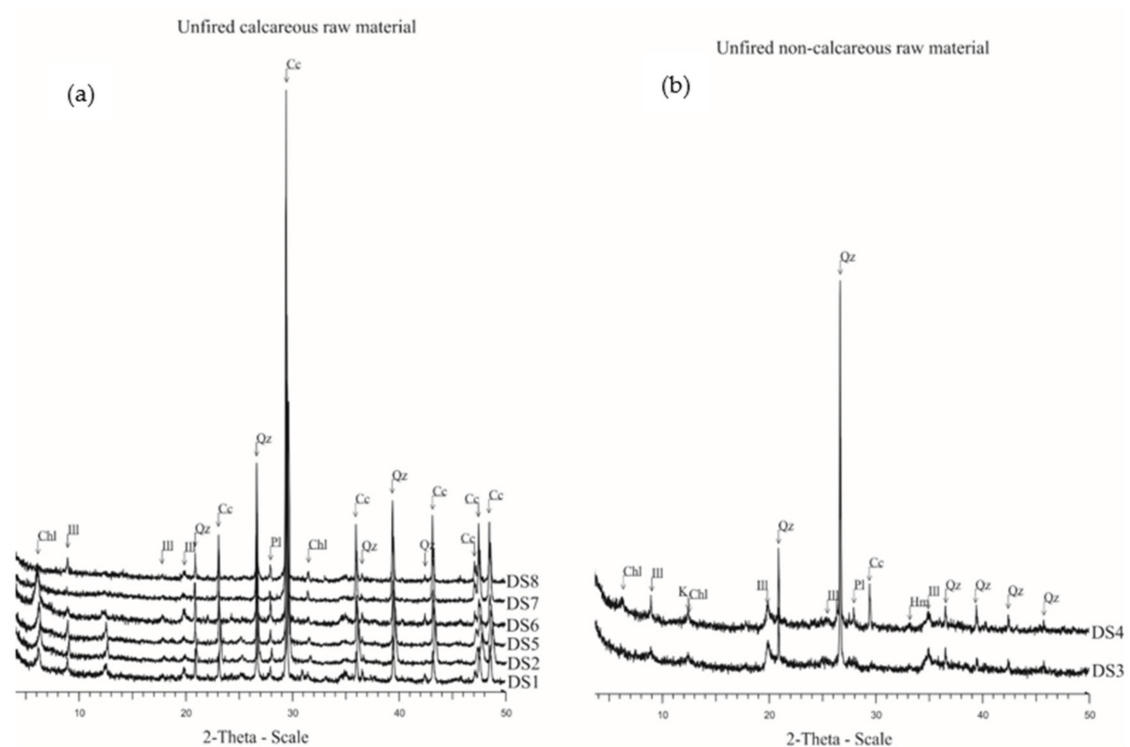 Unfired calcareous raw material
(a)
Cc
Qz
Qz
Cc
Cc
Cc
Cc
Cc
Chl
Ill
Ill
Ill
Qz
Pl
Chl
Qz
Qz
Cc
DS8
DS7
DS6
DS5
DS2
DS1
10
20
30
40
50
2-Theta - Scale
Unfired non-calcareous raw material
(b)
Qz
Qz
Chl
Ill
K
Chl
Ill
Ill
Pl
Cc
Hm
Ill
Qz
Qz
Qz
Qz
DS4
DS3
10
20
30
40
50
2-Theta - Scale